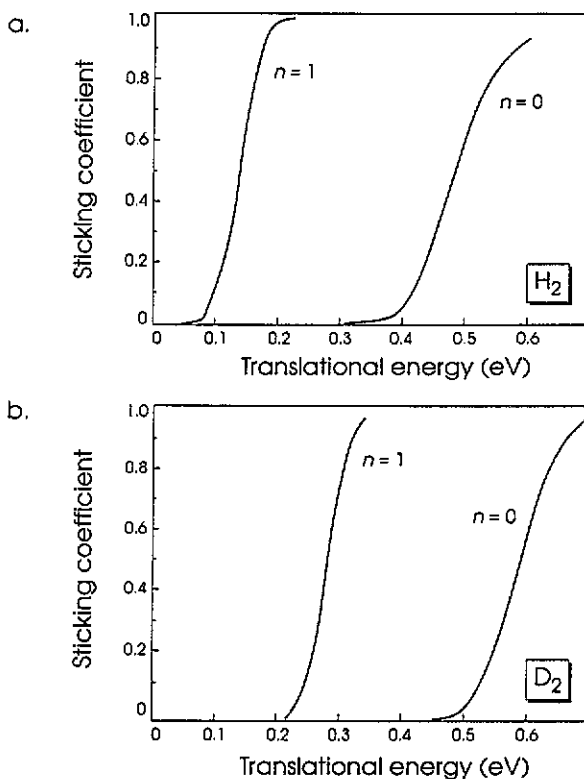 a.
1.0
0.8
0.6
0.4
0.2
0
Sticking coefficient
n = 1
n = 0
H2
0 0.1 0.2 0.3 0.4 0.5 0.6
Translational energy (eV)
b.
1.0
0.8
0.6
0.4
0.2
0
Sticking coefficient
n = 1
n = 0
D2
0 0.1 0.2 0.3 0.4 0.5 0.6
Translational energy (eV)